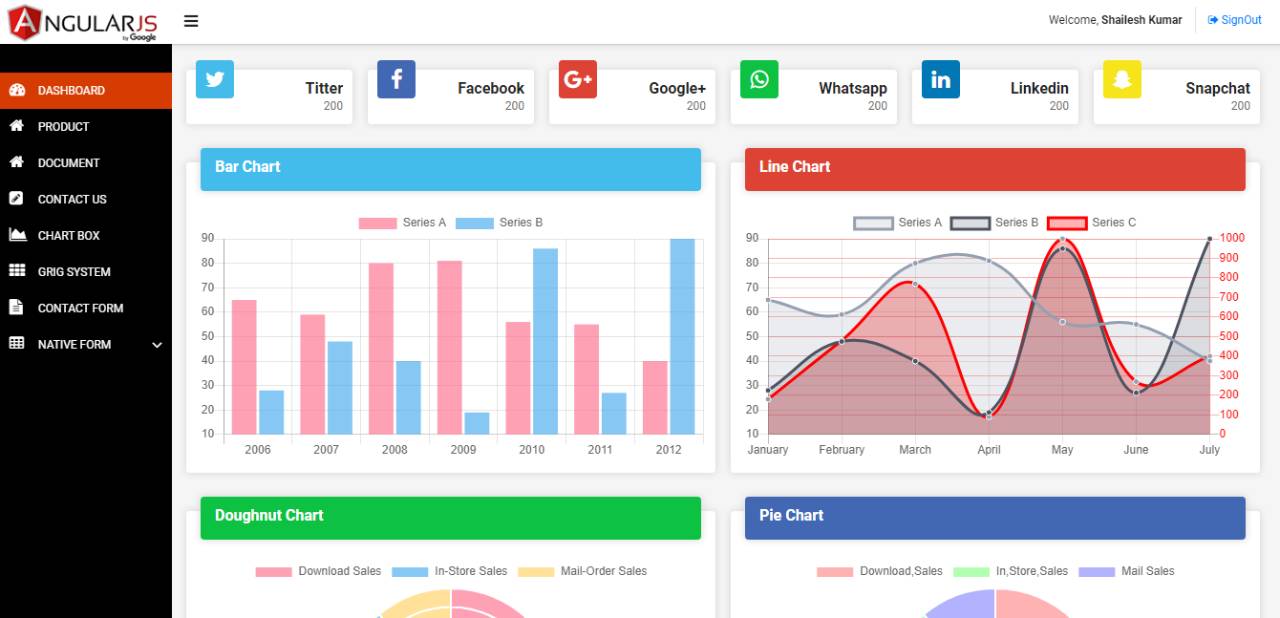 ANGULARJS
by Google
Welcome, Shailesh Kumar
SignOut
DASHBOARD
PRODUCT
DOCUMENT
CONTACT US
CHART BOX
GRIG SYSTEM
CONTACT FORM
NATIVE FORM
Titter
200
Facebook
200
G+
Google+
200
Whatsapp
200
in
Linkedin
200
Snapchat
200
Bar Chart
Series A Series B
90
80
70
60
50
40
30
20
10
2006 2007 2008 2009 2010 2011 2012
Line Chart
Series A Series B Series C
90
80
70
60
50
40
30
20
10
1000
900
800
700
600
500
400
300
200
100
0
January February March April May June July
Doughnut Chart
Download Sales In-Store Sales Mail-Order Sales
Pie Chart
Download,Sales In,Store,Sales Mail Sales